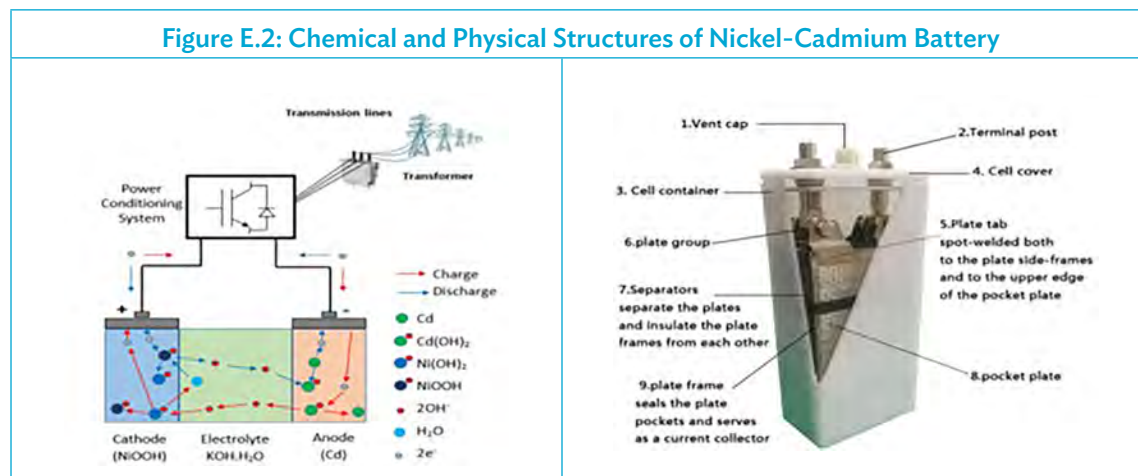 Figure E.2: Chemical and Physical Structures of Nickel-Cadmium Battery
Transmission lines
Transformer
Power
Conditioning
System
+
-
Charge
Discharge
Cd
Cd(OH)₂
Ni(OH)₂
NiOOH
2OH⁻
H₂O
2e⁻
Cathode
(NiOOH)
Electrolyte
KOH.H₂O
Anode
(Cd)
1.Vent cap
2.Terminal post
3. Cell container
4. Cell cover
5.Plate tab
spot-welded both
to the plate side-frames
and to the upper edge
of the pocket plate
6.plate group
7.Separators
separate the plates
and insulate the plate
frames from each other
8.pocket plate
9.plate frame
seals the plate
pockets and serves
as a current collector